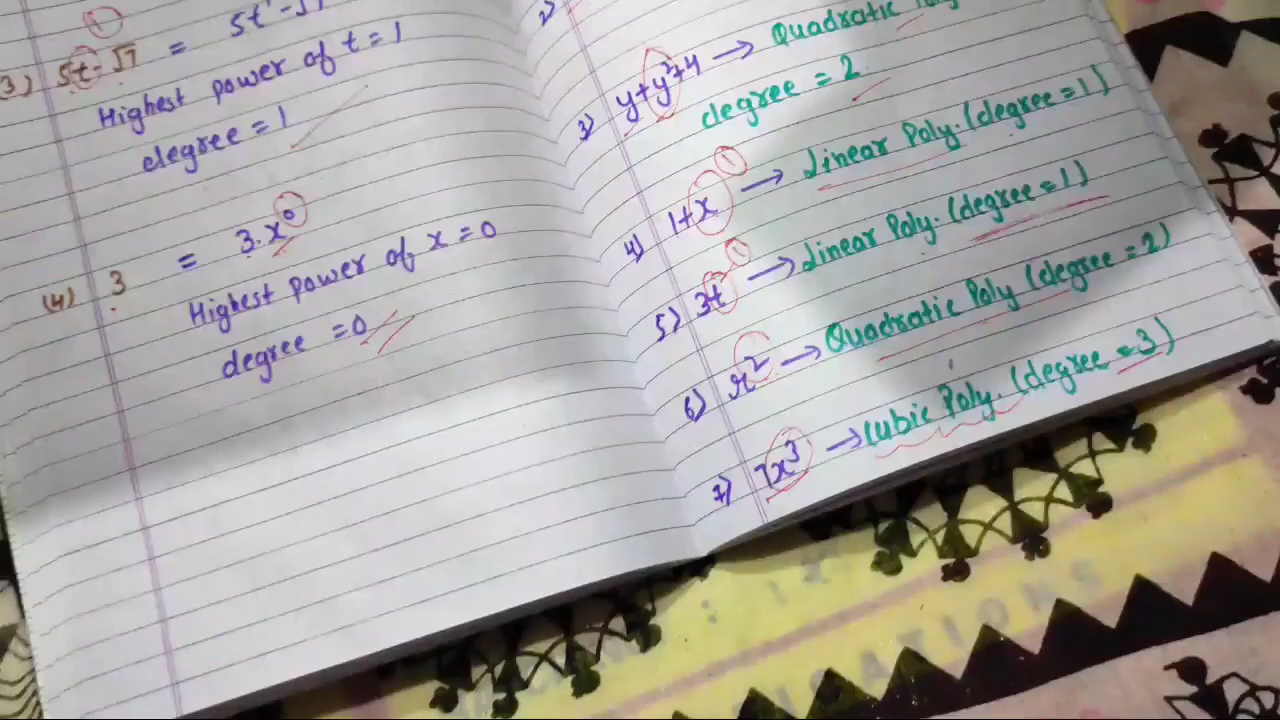 (3) 5t - √7 = 5t¹ - √7
Highest power of t = 1
degree = 1
(4) 3 = 3.x⁰
Highest power of x = 0
degree = 0
2)
3) y+y²+4 → Quadratic Poly
degree = 2
4) 1+x → Linear Poly. (degree = 1)
5) 3t → Linear Poly. (degree = 1)
6) r² → Quadratic Poly (degree = 2)
7) 7x³ → Cubic Poly. (degree = 3)